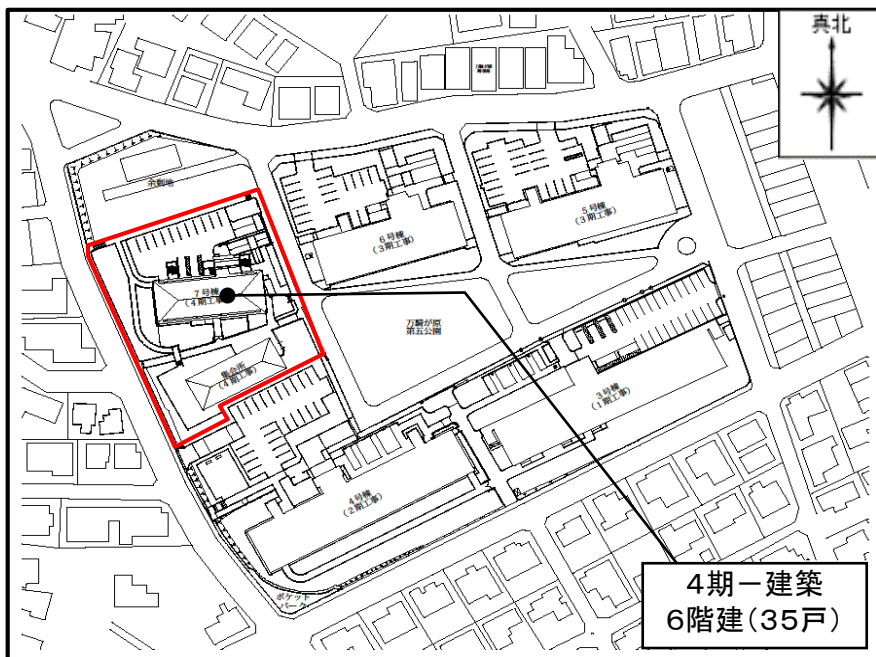 真北
余剰地
6号棟
(3期工事)
5号棟
(3期工事)
7号棟
(4期工事)
万騎が原
第五公園
集会所
(4期工事)
3号棟
(1期工事)
4号棟
(2期工事)
ポケット
パーク
4期－建築
6階建(35戸)